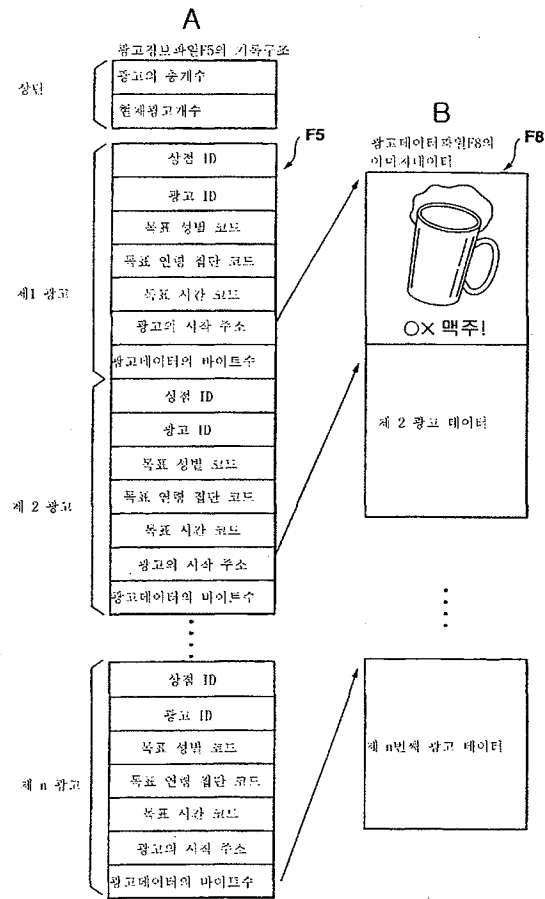 A
광고정보파일F5의 기록구조
상단
광고의 총개수
현재광고개수
F5
제1 광고
상점 ID
광고 ID
목표 성별 코드
목표 연령 집단 코드
목표 시간 코드
광고의 시작 주소
광고데이터의 바이트수
제 2 광고
상점 ID
광고 ID
목표 성별 코드
목표 연령 집단 코드
목표 시간 코드
광고의 시작 주소
광고데이터의 바이트수
제 n 광고
상점 ID
광고 ID
목표 성별 코드
목표 연령 집단 코드
목표 시간 코드
광고의 시작 주소
광고데이터의 바이트수
B
광고데이터파일F8의
이미지데이터
F8
OX 맥주!
제 2 광고 데이터
제 n번째 광고 데이터